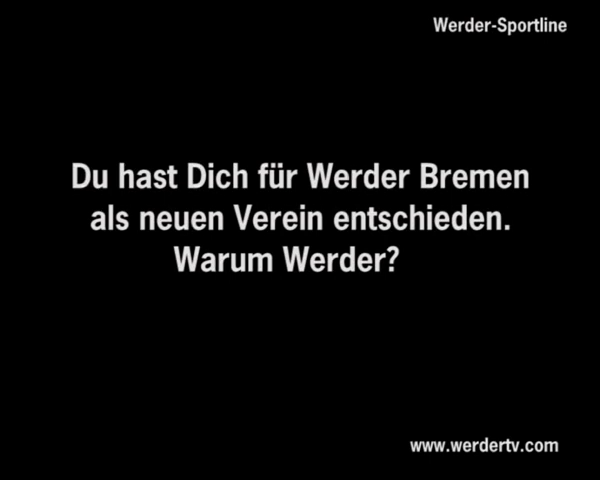 Werder-Sportline
Du hast Dich für Werder Bremen
als neuen Verein entschieden.
Warum Werder?
www.werdertv.com